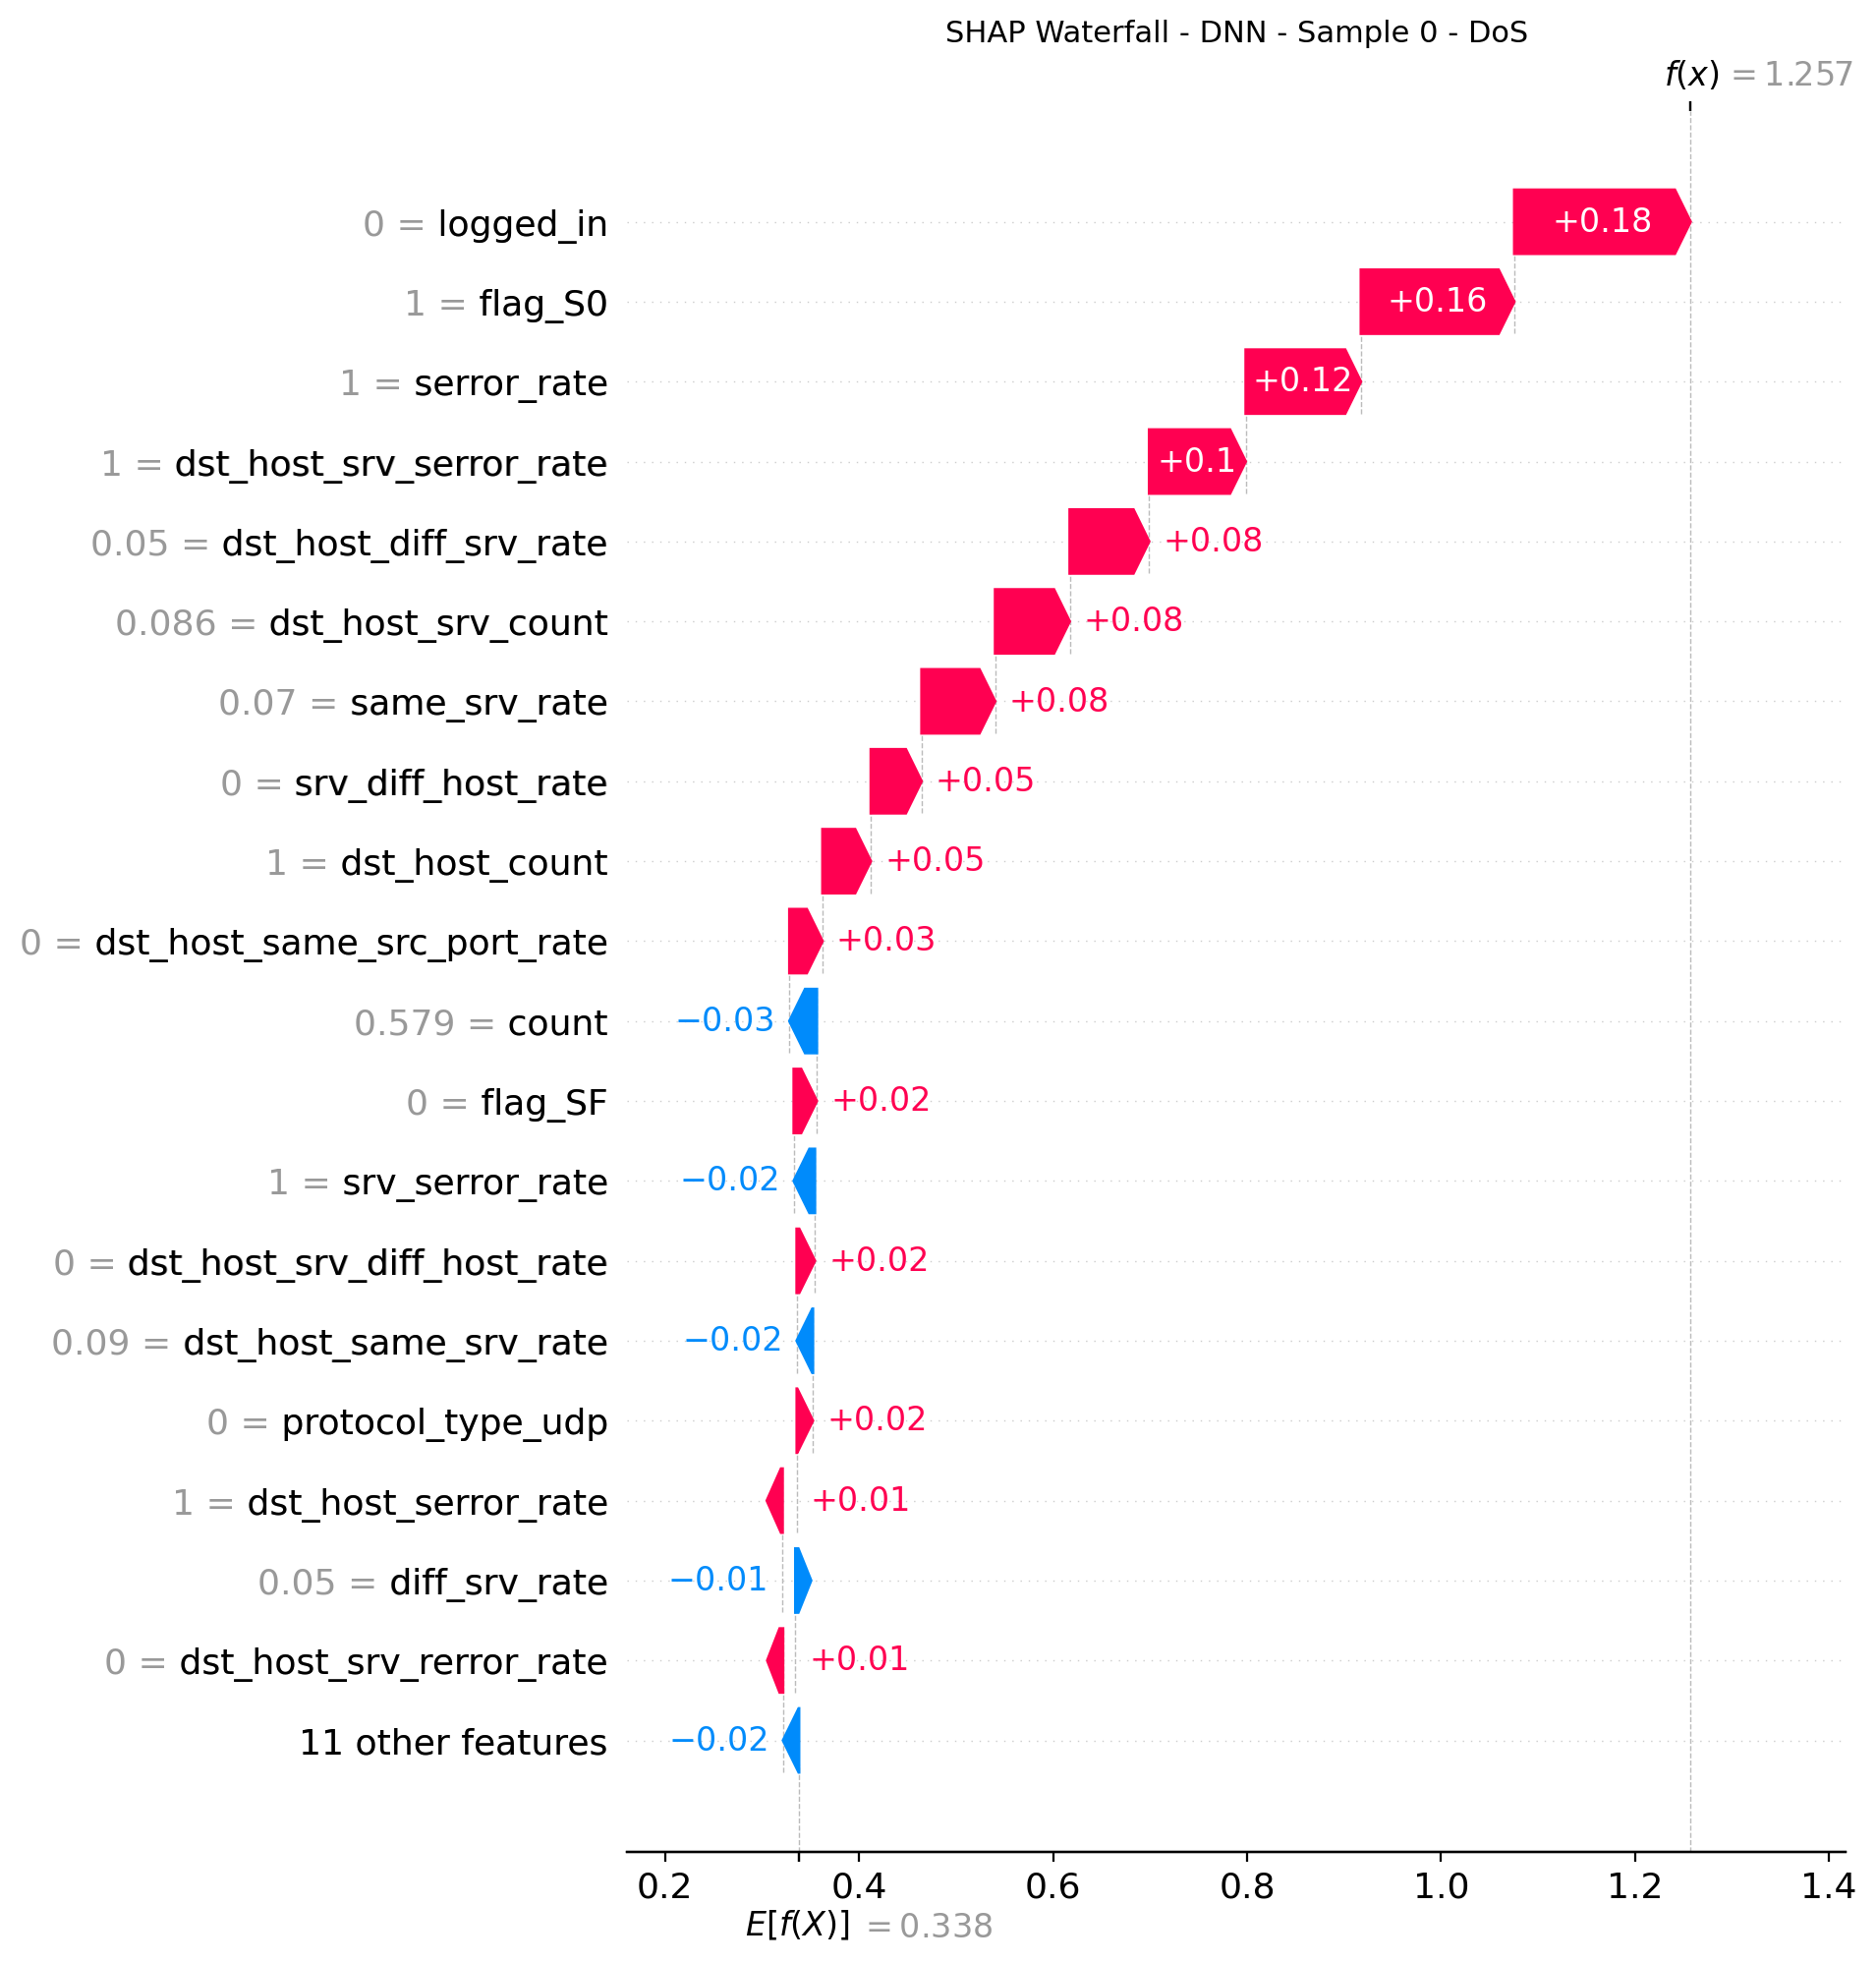 SHAP Waterfall - DNN - Sample 0 - DoS
f(x) = 1.257
0 = logged_in +0.18
1 = flag_S0 +0.16
1 = serror_rate +0.12
1 = dst_host_srv_serror_rate +0.1
0.05 = dst_host_diff_srv_rate +0.08
0.086 = dst_host_srv_count +0.08
0.07 = same_srv_rate +0.08
0 = srv_diff_host_rate +0.05
1 = dst_host_count +0.05
0 = dst_host_same_src_port_rate +0.03
0.579 = count −0.03
0 = flag_SF +0.02
1 = srv_serror_rate −0.02
0 = dst_host_srv_diff_host_rate +0.02
0.09 = dst_host_same_srv_rate −0.02
0 = protocol_type_udp +0.02
1 = dst_host_serror_rate +0.01
0.05 = diff_srv_rate −0.01
0 = dst_host_srv_rerror_rate +0.01
11 other features −0.02
0.2 0.4 0.6 0.8 1.0 1.2 1.4
E[f(X)] = 0.338